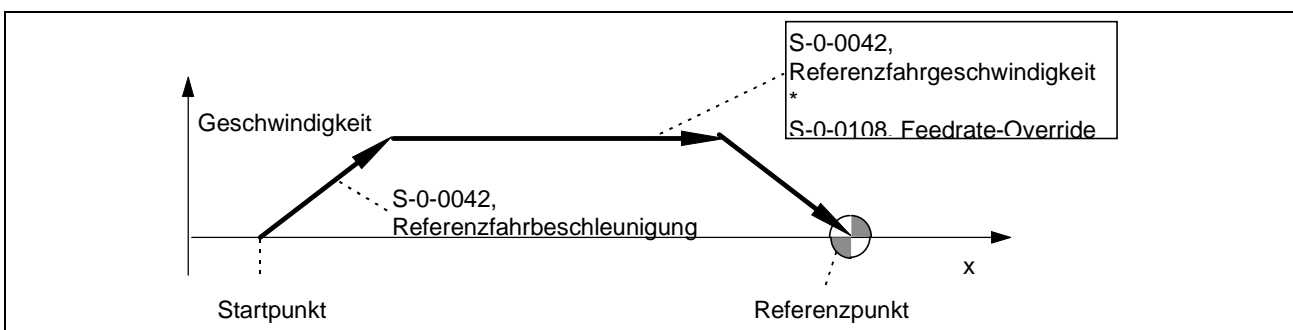 S-0-0042,
Referenzfahrgeschwindigkeit
*
S-0-0108, Feedrate-Override
Geschwindigkeit
S-0-0042,
Referenzfahrbeschleunigung
x
Startpunkt
Referenzpunkt